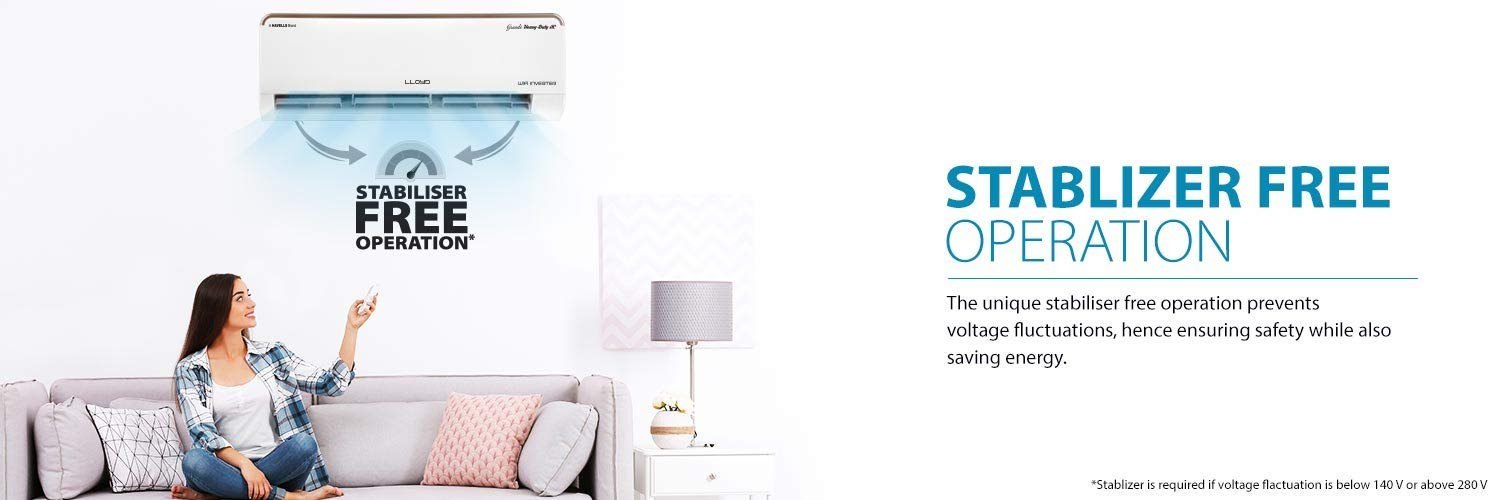 A HAVELLS Brand
Grande Heavy-Duty AC
LLOYD
WiFi INVERTER
STABILISER
FREE
OPERATION*
STABLIZER FREE
OPERATION
The unique stabiliser free operation prevents
voltage fluctuations, hence ensuring safety while also
saving energy.
*Stablizer is required if voltage flactuation is below 140 V or above 280 V